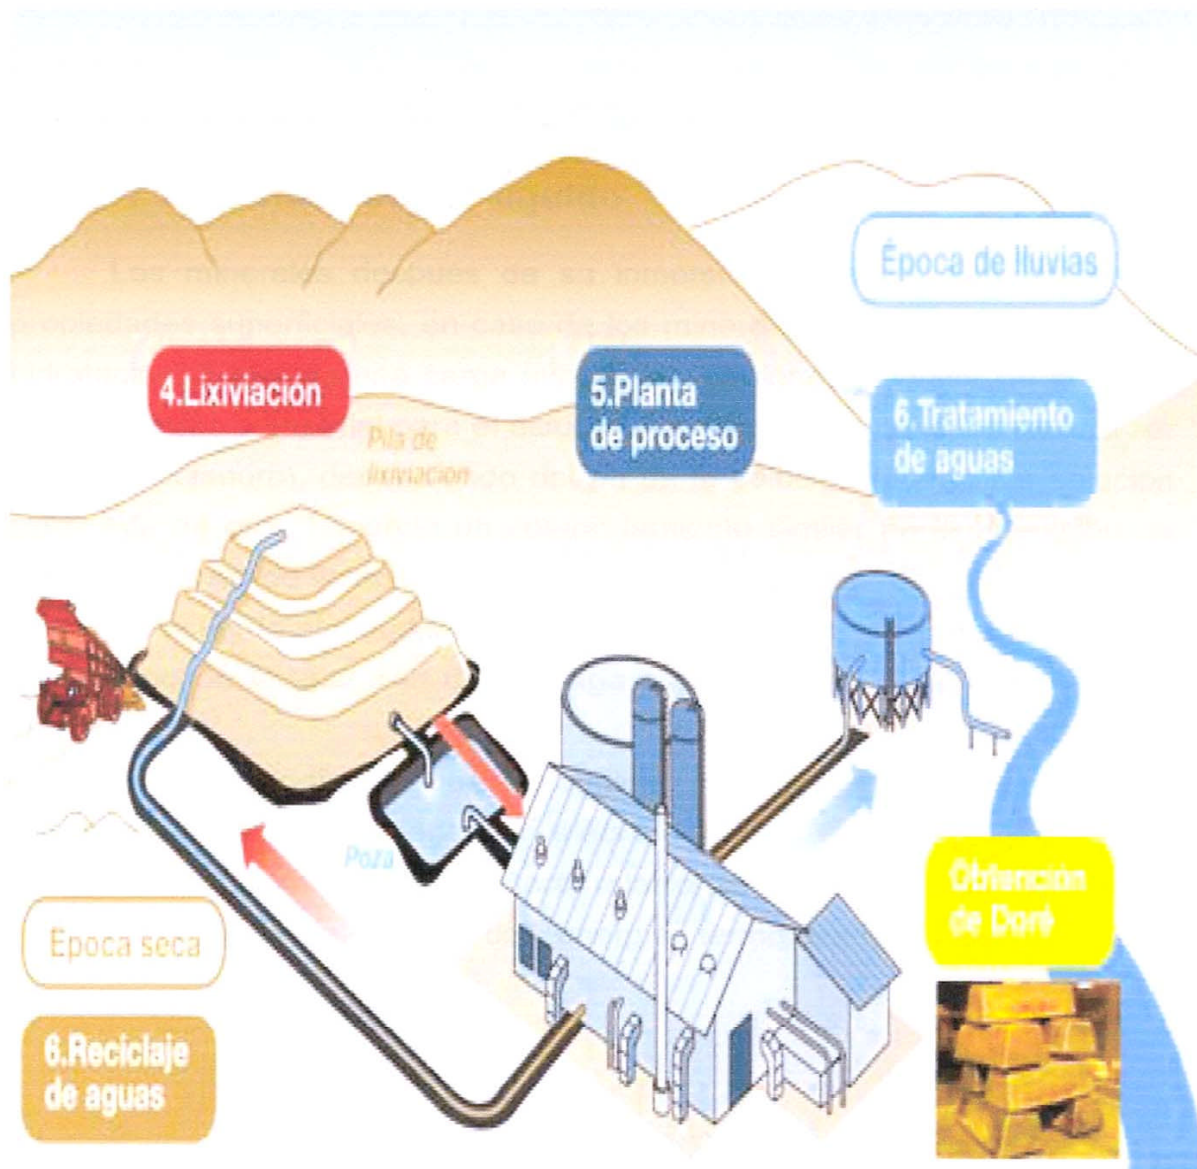 Época de lluvias
4.Lixiviación
5.Planta
de proceso
6.Tratamiento
de aguas
Pila de
lixiviacion
Poza
Epoca seca
6.Reciclaje
de aguas
Obtención
de Doré